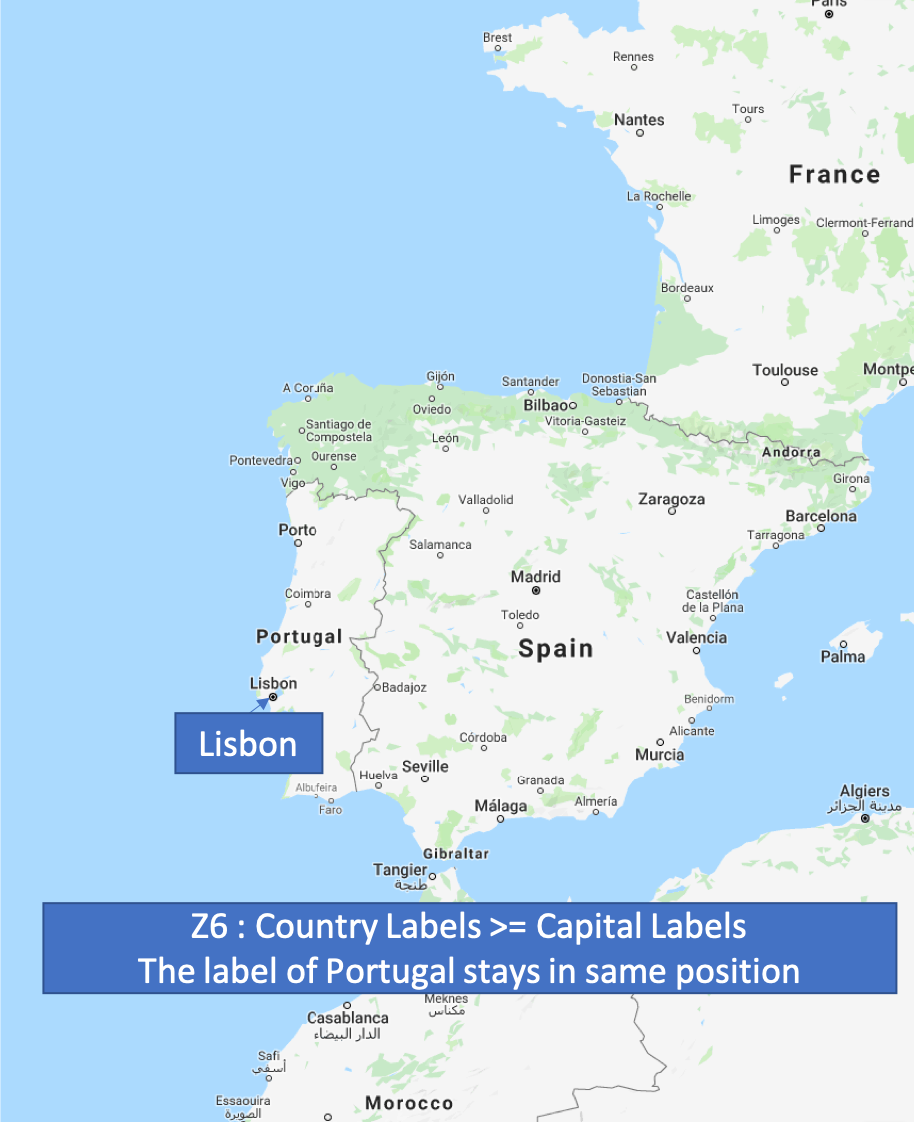 Paris
Brest
Rennes
Tours
Nantes
France
La Rochelle
Limoges
Clermont-Ferrand
Bordeaux
Toulouse
Montpe
Gijón
A Coruña
Santander
Donostia-San
Sebastian
Oviedo
Bilbao
Vitoria-Gasteiz
Santiago de
Compostela
León
Pontevedra
Ourense
Andorra
Vigo
Girona
Valladolid
Zaragoza
Barcelona
Porto
Tarragona
Salamanca
Madrid
Coimbra
Castellón
de la Plana
Toledo
Portugal
Spain
Valencia
Palma
Lisbon
Badajoz
Benidorm
Alicante
Lisbon
Córdoba
Murcia
Seville
Huelva
Granada
Albufeira
Faro
Málaga
Almería
Algiers
مدينة الجزائر
Gibraltar
Tangier
طنجة
Z6 : Country Labels >= Capital Labels
The label of Portugal stays in same position
Meknes
مكناس
Casablanca
الدار البيضاء
Safi
أسفي
Essaouira
الصويرة
Morocco